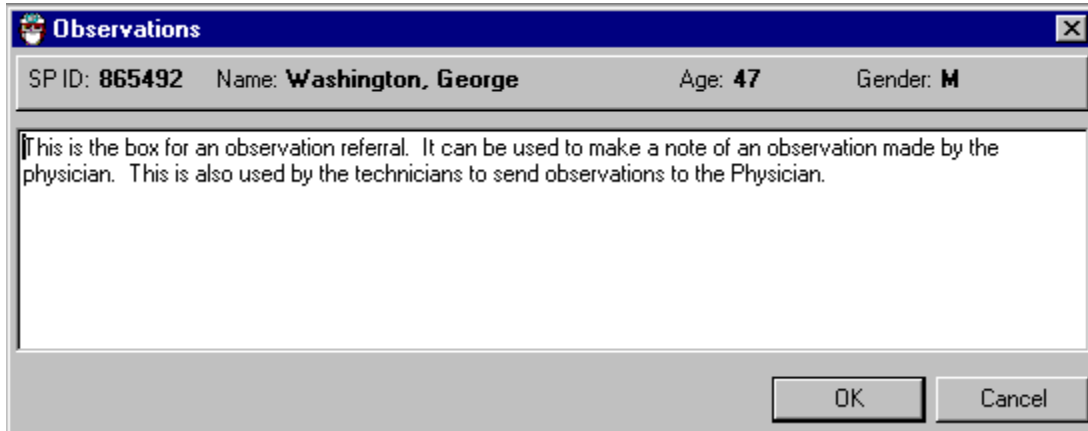 Observations
SP ID: 865492 Name: Washington, George Age: 47 Gender: M
This is the box for an observation referral.  It can be used to make a note of an observation made by the
physician.  This is also used by the technicians to send observations to the Physician.
OK Cancel